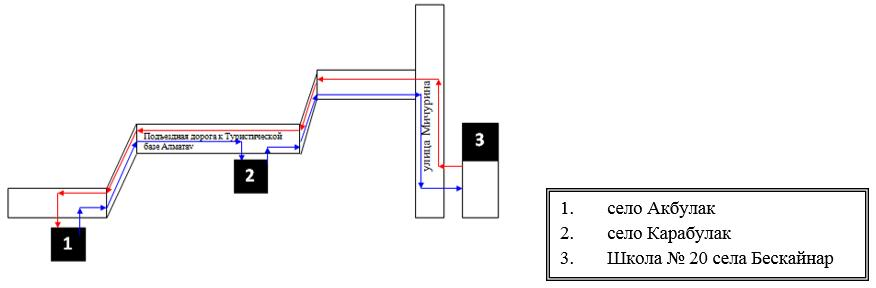 улица Мичурина
3
Подъездная дорога к Туристической
базе Алматау
2
1
1. село Акбулак
2. село Карабулак
3. Школа № 20 села Бескайнар